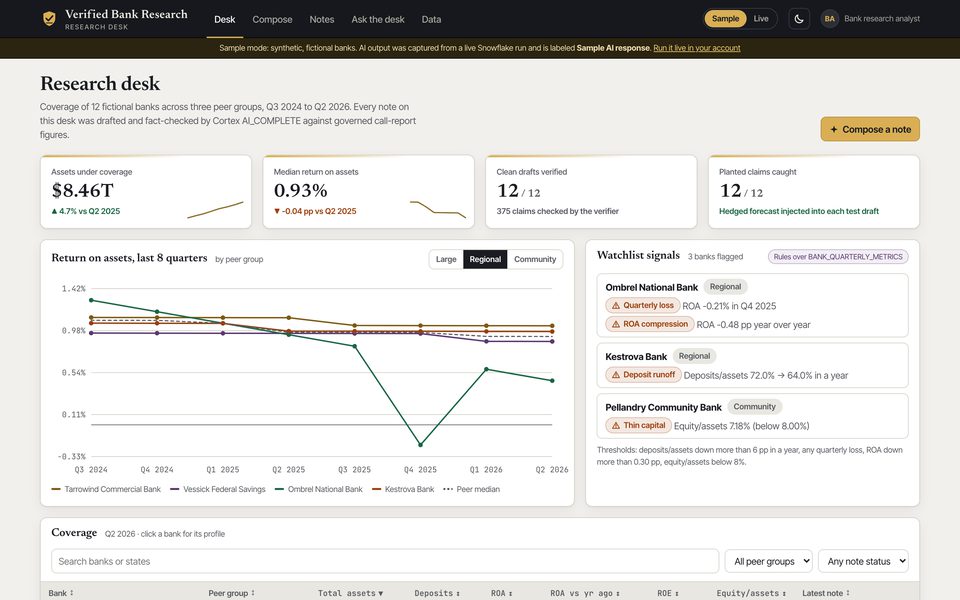 Verified Bank Research
RESEARCH DESK
Desk
Compose
Notes
Ask the desk
Data
Sample
Live
BA
Bank research analyst
Sample mode: synthetic, fictional banks. AI output was captured from a live Snowflake run and is labeled Sample AI response. Run it live in your account
Research desk
Coverage of 12 fictional banks across three peer groups, Q3 2024 to Q2 2026. Every note on
this desk was drafted and fact-checked by Cortex AI_COMPLETE against governed call-report
figures.
+ Compose a note
Assets under coverage
$8.46T
▲ 4.7% vs Q2 2025
Median return on assets
0.93%
▼ -0.04 pp vs Q2 2025
Clean drafts verified
12 / 12
375 claims checked by the verifier
Planted claims caught
12 / 12
Hedged forecast injected into each test draft
Return on assets, last 8 quarters by peer group
Large
Regional
Community
1.42%
0.98%
0.54%
0.11%
-0.33%
Q3 2024
Q4 2024
Q1 2025
Q2 2025
Q3 2025
Q4 2025
Q1 2026
Q2 2026
Tarrowind Commercial Bank
Vessick Federal Savings
Ombrel National Bank
Kestrova Bank
Peer median
Watchlist signals 3 banks flagged
Rules over BANK_QUARTERLY_METRICS
Ombrel National Bank Regional
⚠ Quarterly loss ROA -0.21% in Q4 2025
⚠ ROA compression ROA -0.48 pp year over year
Kestrova Bank Regional
⚠ Deposit runoff Deposits/assets 72.0% → 64.0% in a year
Pellandry Community Bank Community
⚠ Thin capital Equity/assets 7.18% (below 8.00%)
Thresholds: deposits/assets down more than 6 pp in a year, any quarterly loss, ROA down
more than 0.30 pp, equity/assets below 8%.
Coverage Q2 2026 · click a bank for its profile
Search banks or states
All peer groups
Any note status
Bank ↕
Peer group ↕
Total assets ▼
Deposits ↕
ROA ↕
ROA vs yr ago ↕
ROE ↕
Equity/assets ↕
Latest note ↕